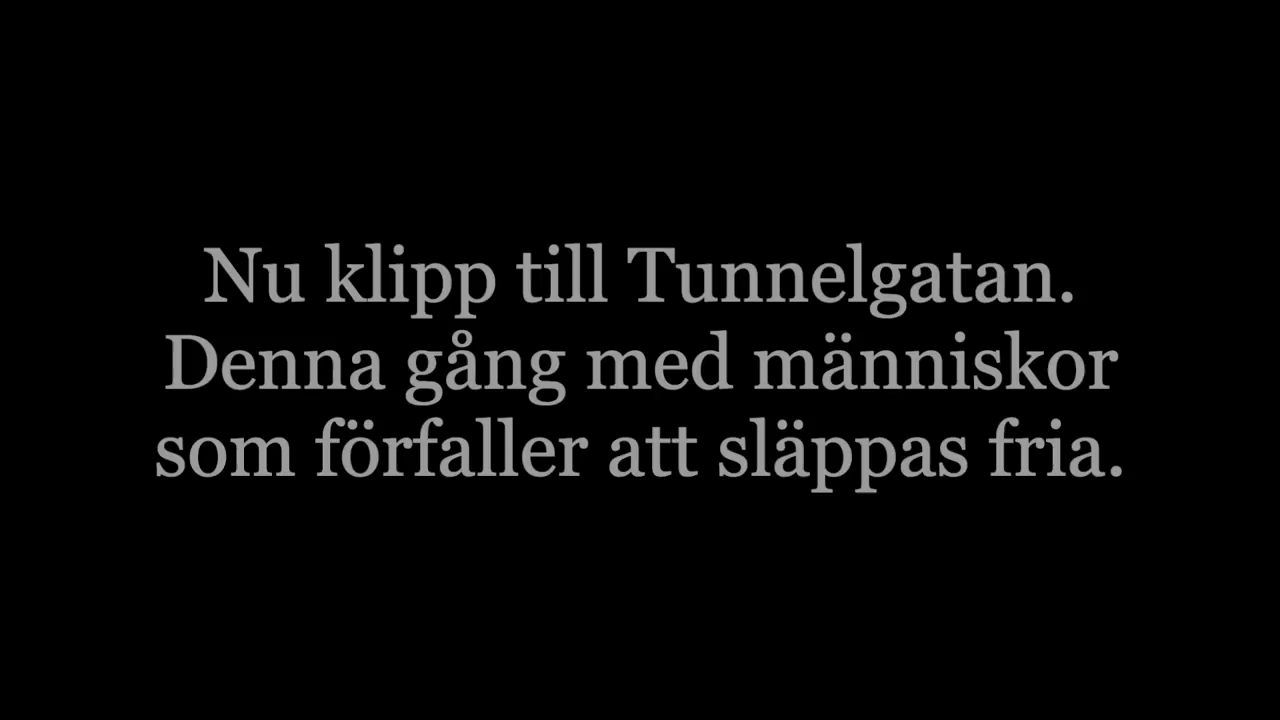 Nu klipp till Tunnelgatan.
Denna gång med människor
som förfaller att släppas fria.